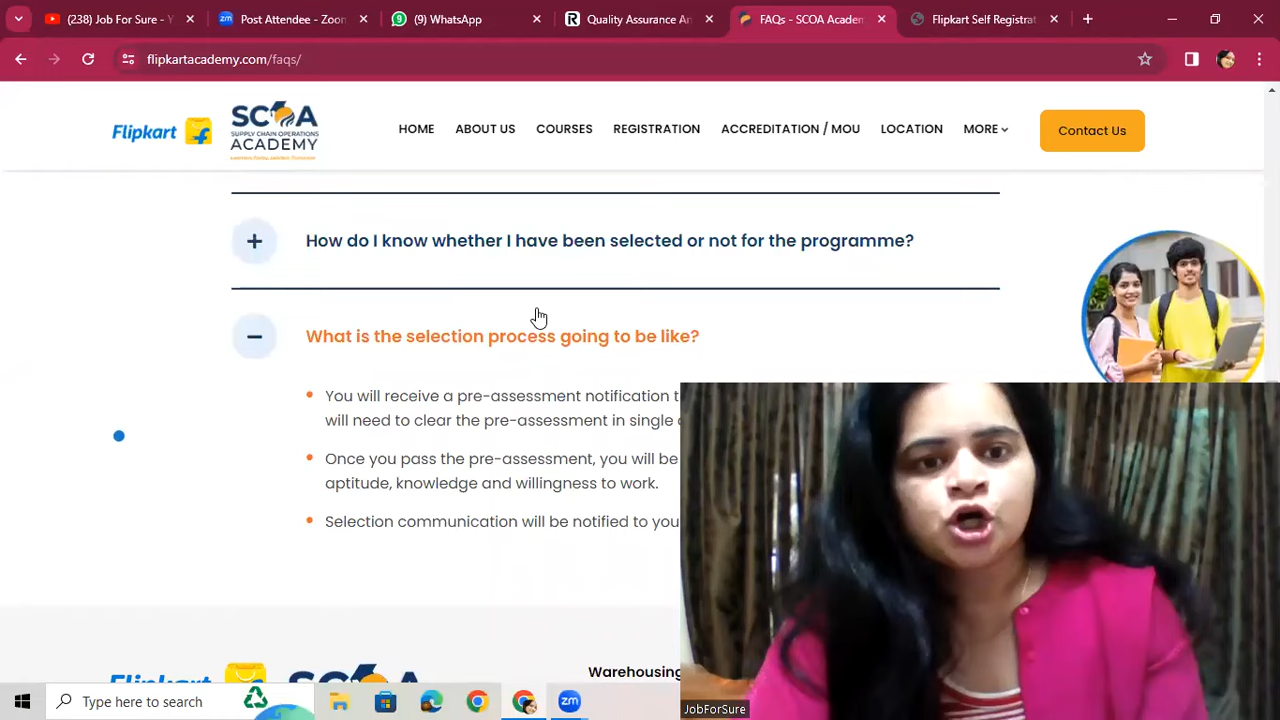 (238) Job For Sure - Y
Post Attendee - Zoon
(9) WhatsApp
Quality Assurance An
FAQs - SCOA Academ
Flipkart Self Registrat
flipkartacademy.com/faqs/
Flipkart
SCOA
SUPPLY CHAIN OPERATIONS
ACADEMY
HOME
ABOUT US
COURSES
REGISTRATION
ACCREDITATION / MOU
LOCATION
MORE
Contact Us
How do I know whether I have been selected or not for the programme?
What is the selection process going to be like?
You will receive a pre-assessment notification t
will need to clear the pre-assessment in single
Once you pass the pre-assessment, you will be
aptitude, knowledge and willingness to work.
Selection communication will be notified to you
Warehousing
Type here to search
JobForSure